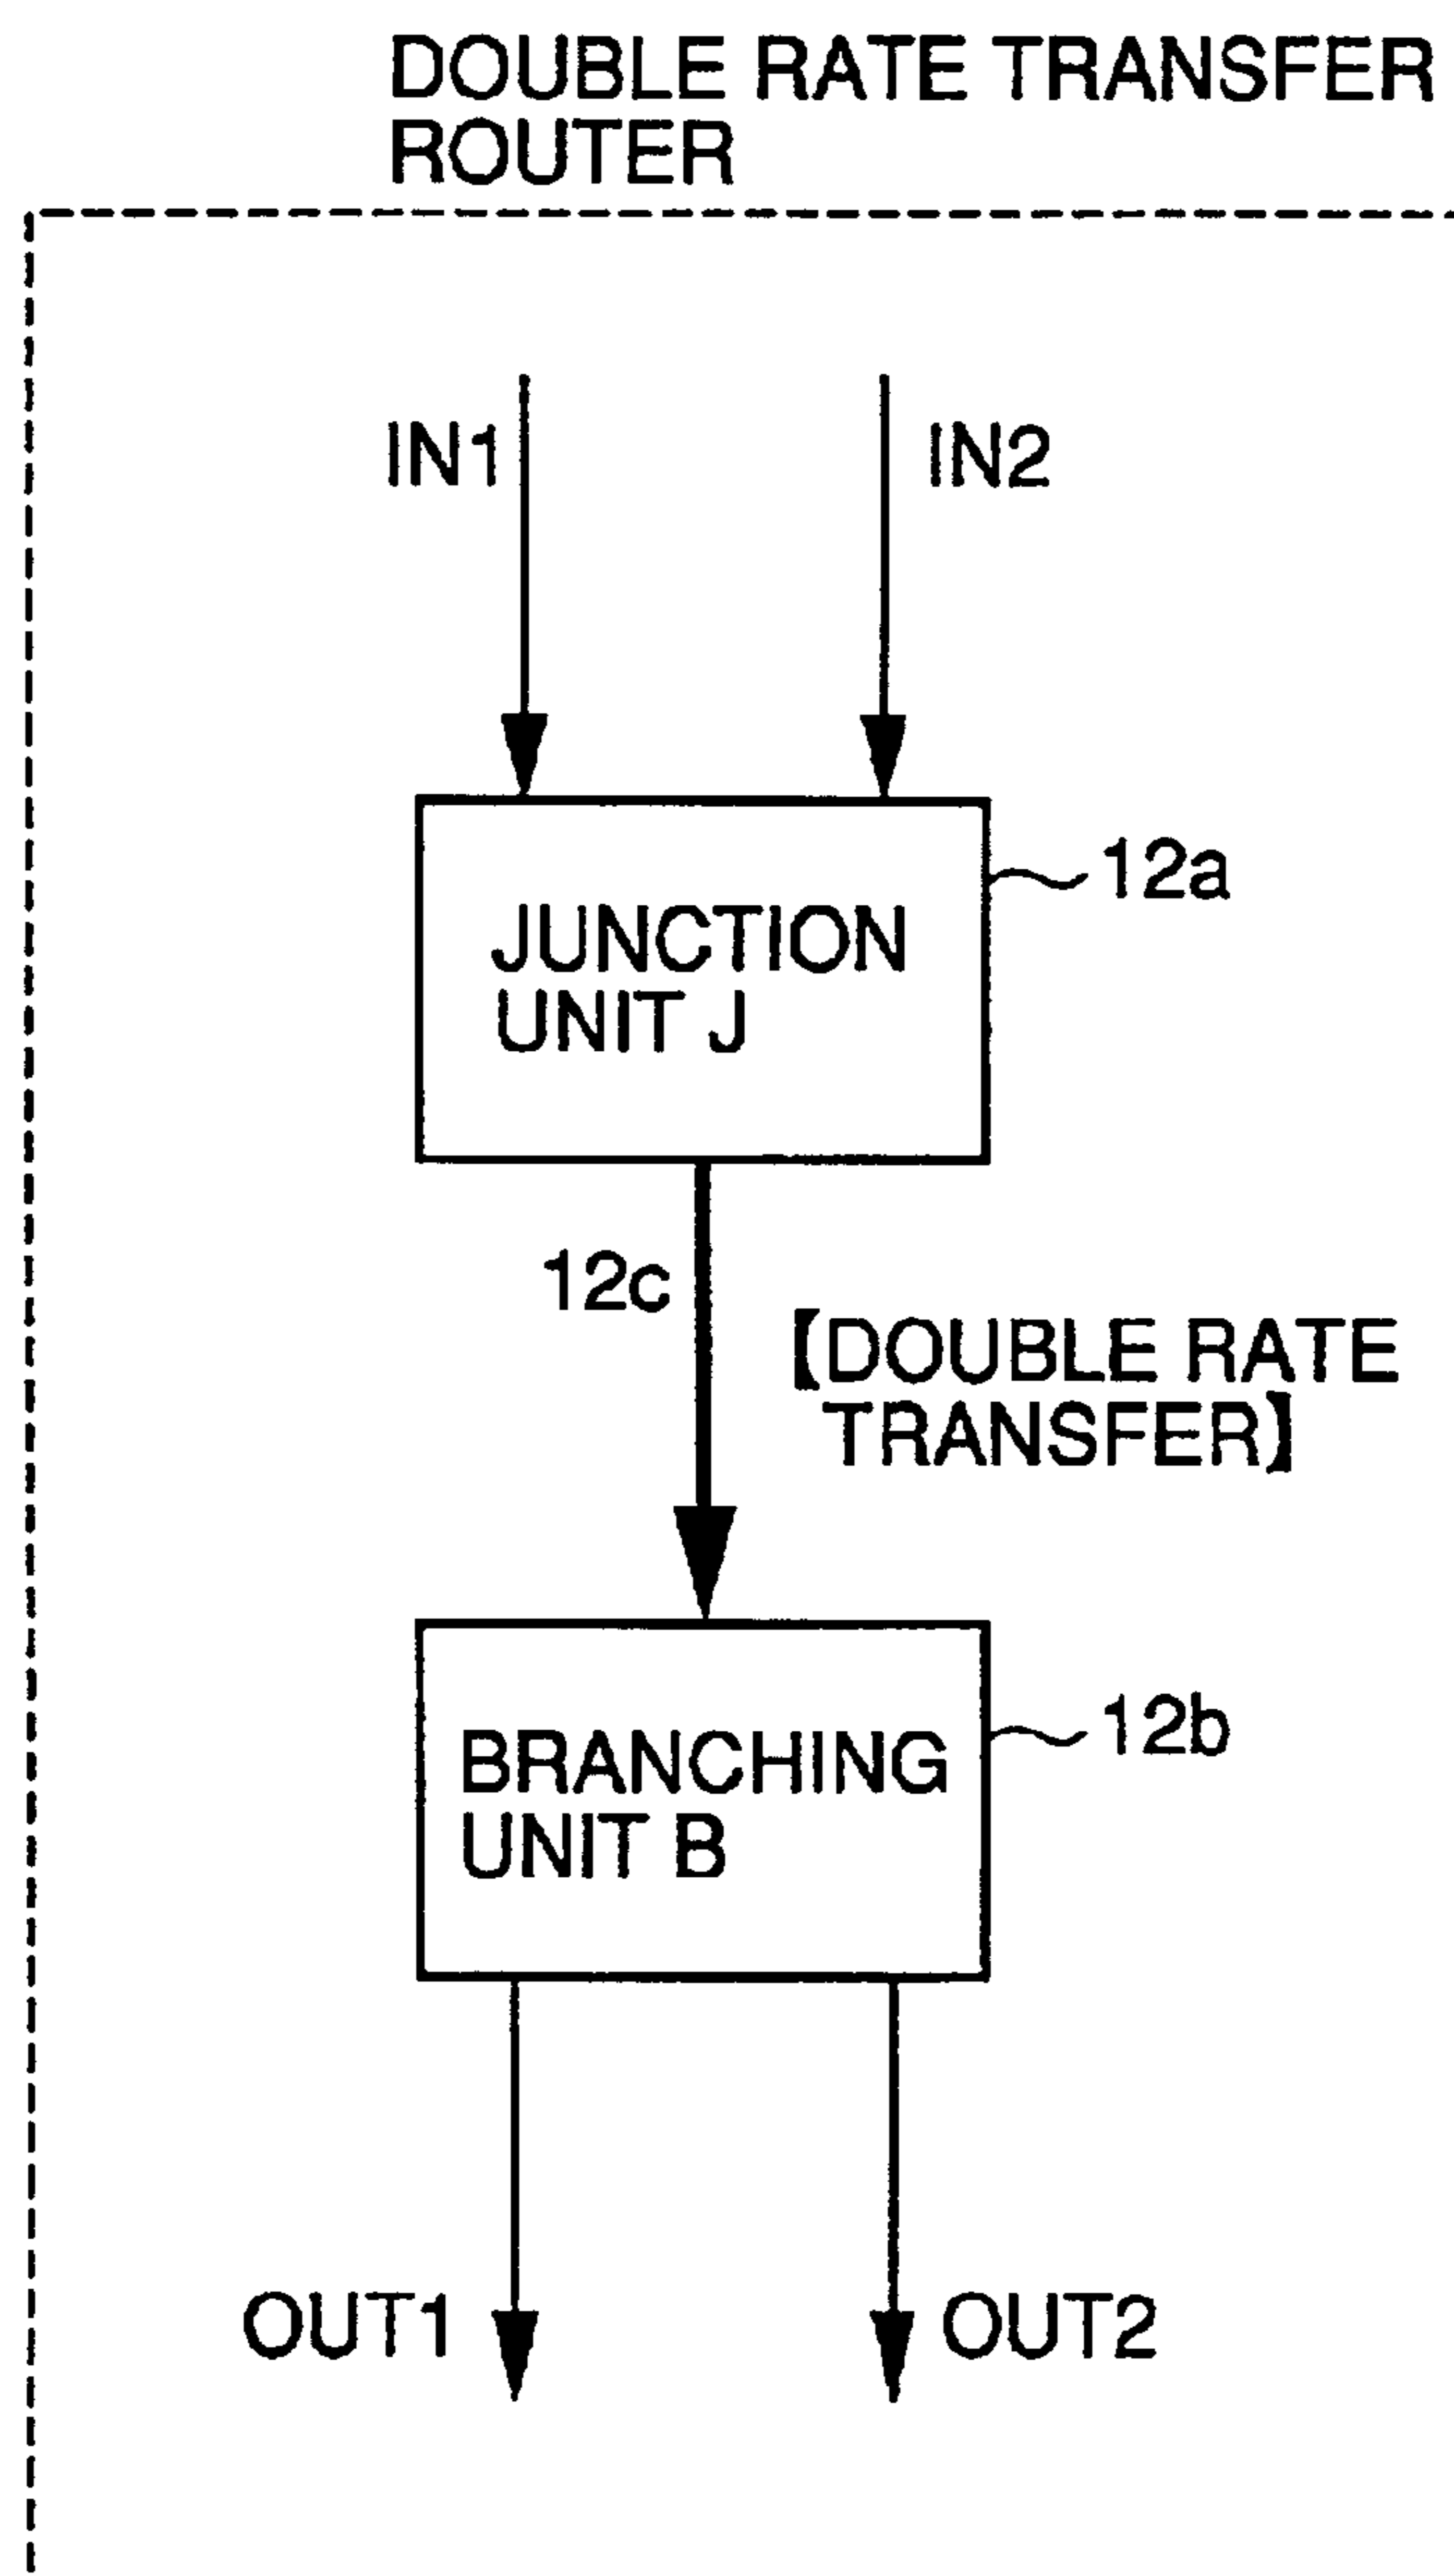 DOUBLE RATE TRANSFER
ROUTER
IN1
IN2
12a
JUNCTION
UNIT J
12c
【DOUBLE RATE
TRANSFER】
12b
BRANCHING
UNIT B
OUT1
OUT2